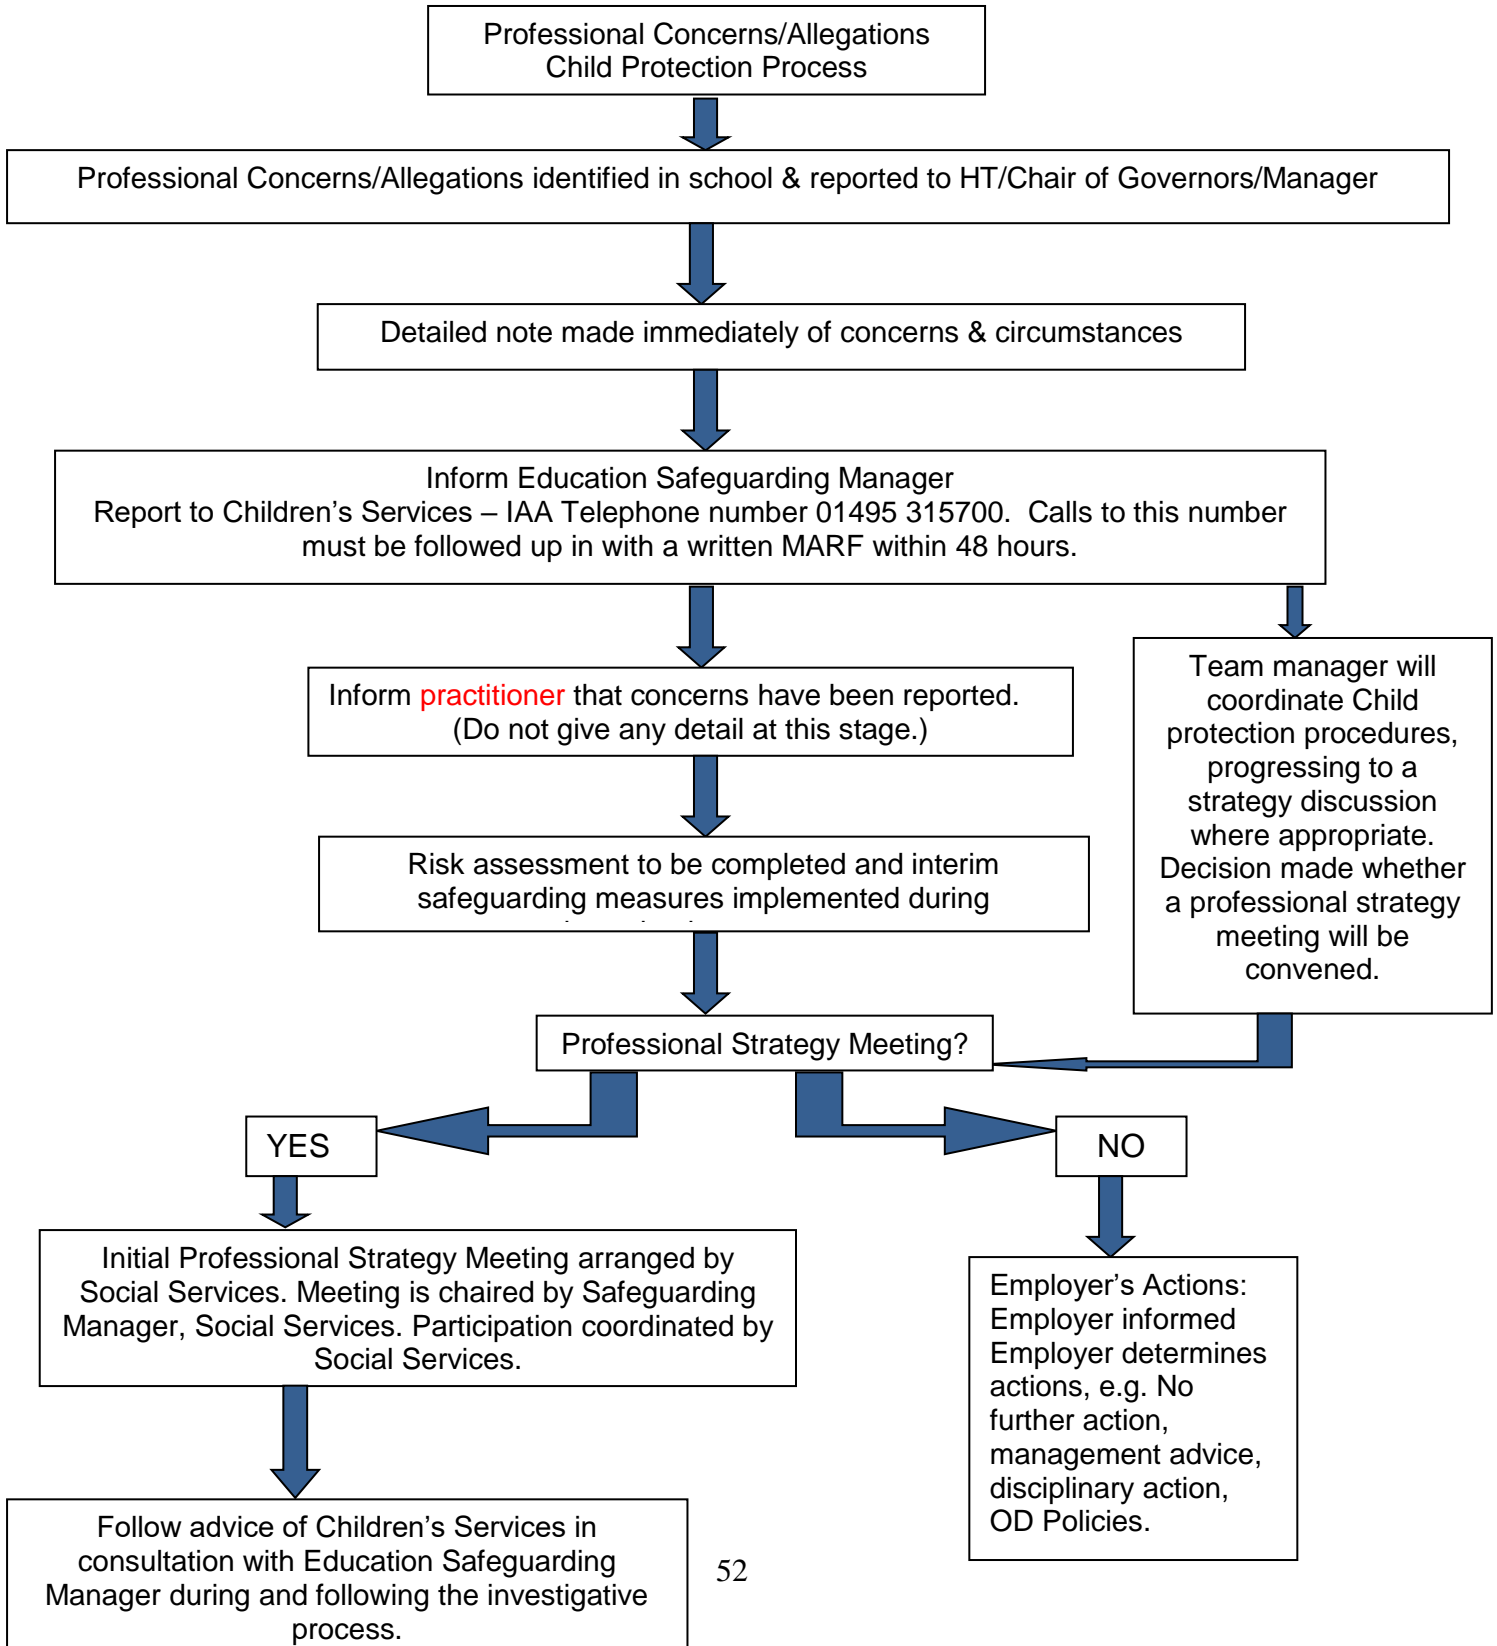 Professional Concerns/Allegations
Child Protection Process
Professional Concerns/Allegations identified in school & reported to HT/Chair of Governors/Manager
Detailed note made immediately of concerns & circumstances
Inform Education Safeguarding Manager
Report to Children’s Services – IAA Telephone number 01495 315700.  Calls to this number
must be followed up in with a written MARF within 48 hours.
Inform practitioner that concerns have been reported.
(Do not give any detail at this stage.)
Team manager will
coordinate Child
protection procedures,
progressing to a
strategy discussion
where appropriate.
Decision made whether
a professional strategy
meeting will be
convened.
Risk assessment to be completed and interim
safeguarding measures implemented during
Professional Strategy Meeting?
YES
NO
Initial Professional Strategy Meeting arranged by
Social Services. Meeting is chaired by Safeguarding
Manager, Social Services. Participation coordinated by
Social Services.
Employer’s Actions:
Employer informed
Employer determines
actions, e.g. No
further action,
management advice,
disciplinary action,
OD Policies.
Follow advice of Children’s Services in
consultation with Education Safeguarding
Manager during and following the investigative
process.
52